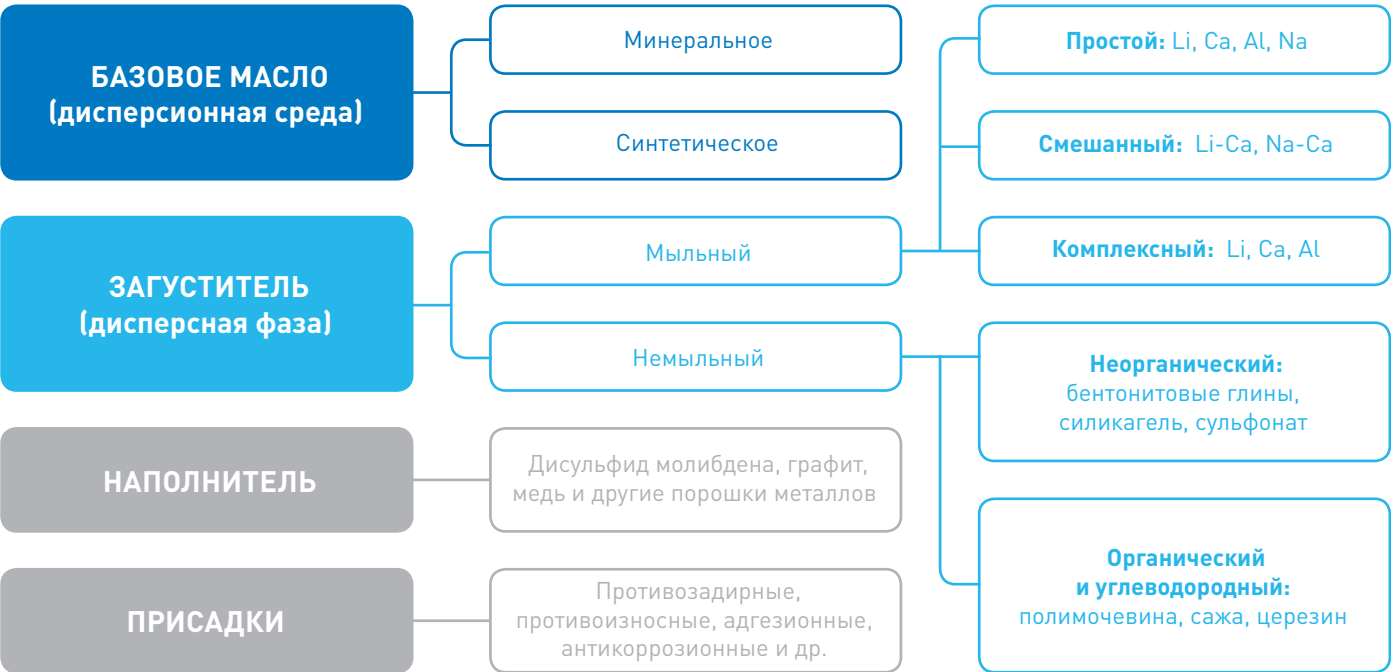 БАЗОВОЕ МАСЛО
(дисперсионная среда)
Минеральное
Синтетическое
ЗАГУСТИТЕЛЬ
(дисперсная фаза)
Мыльный
Простой: Li, Ca, Al, Na
Смешанный: Li-Ca, Na-Ca
Комплексный: Li, Ca, Al
Немыльный
Неорганический:
бентонитовые глины,
силикагель, сульфонат
Органический
и углеводородный:
полимочевина, сажа, церезин
НАПОЛНИТЕЛЬ
Дисульфид молибдена, графит,
медь и другие порошки металлов
ПРИСАДКИ
Противозадирные,
противоизносные, адгезионные,
антикоррозионные и др.